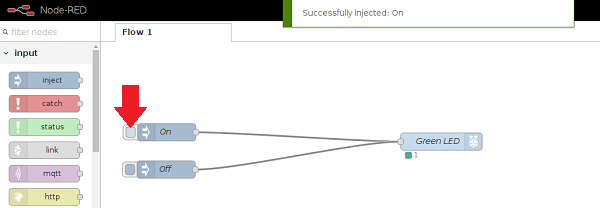 Node-RED
Successfully injected: On
filter nodes
Flow 1
input
inject
catch
On
status
Green LED
link
1
Off
mqtt
http